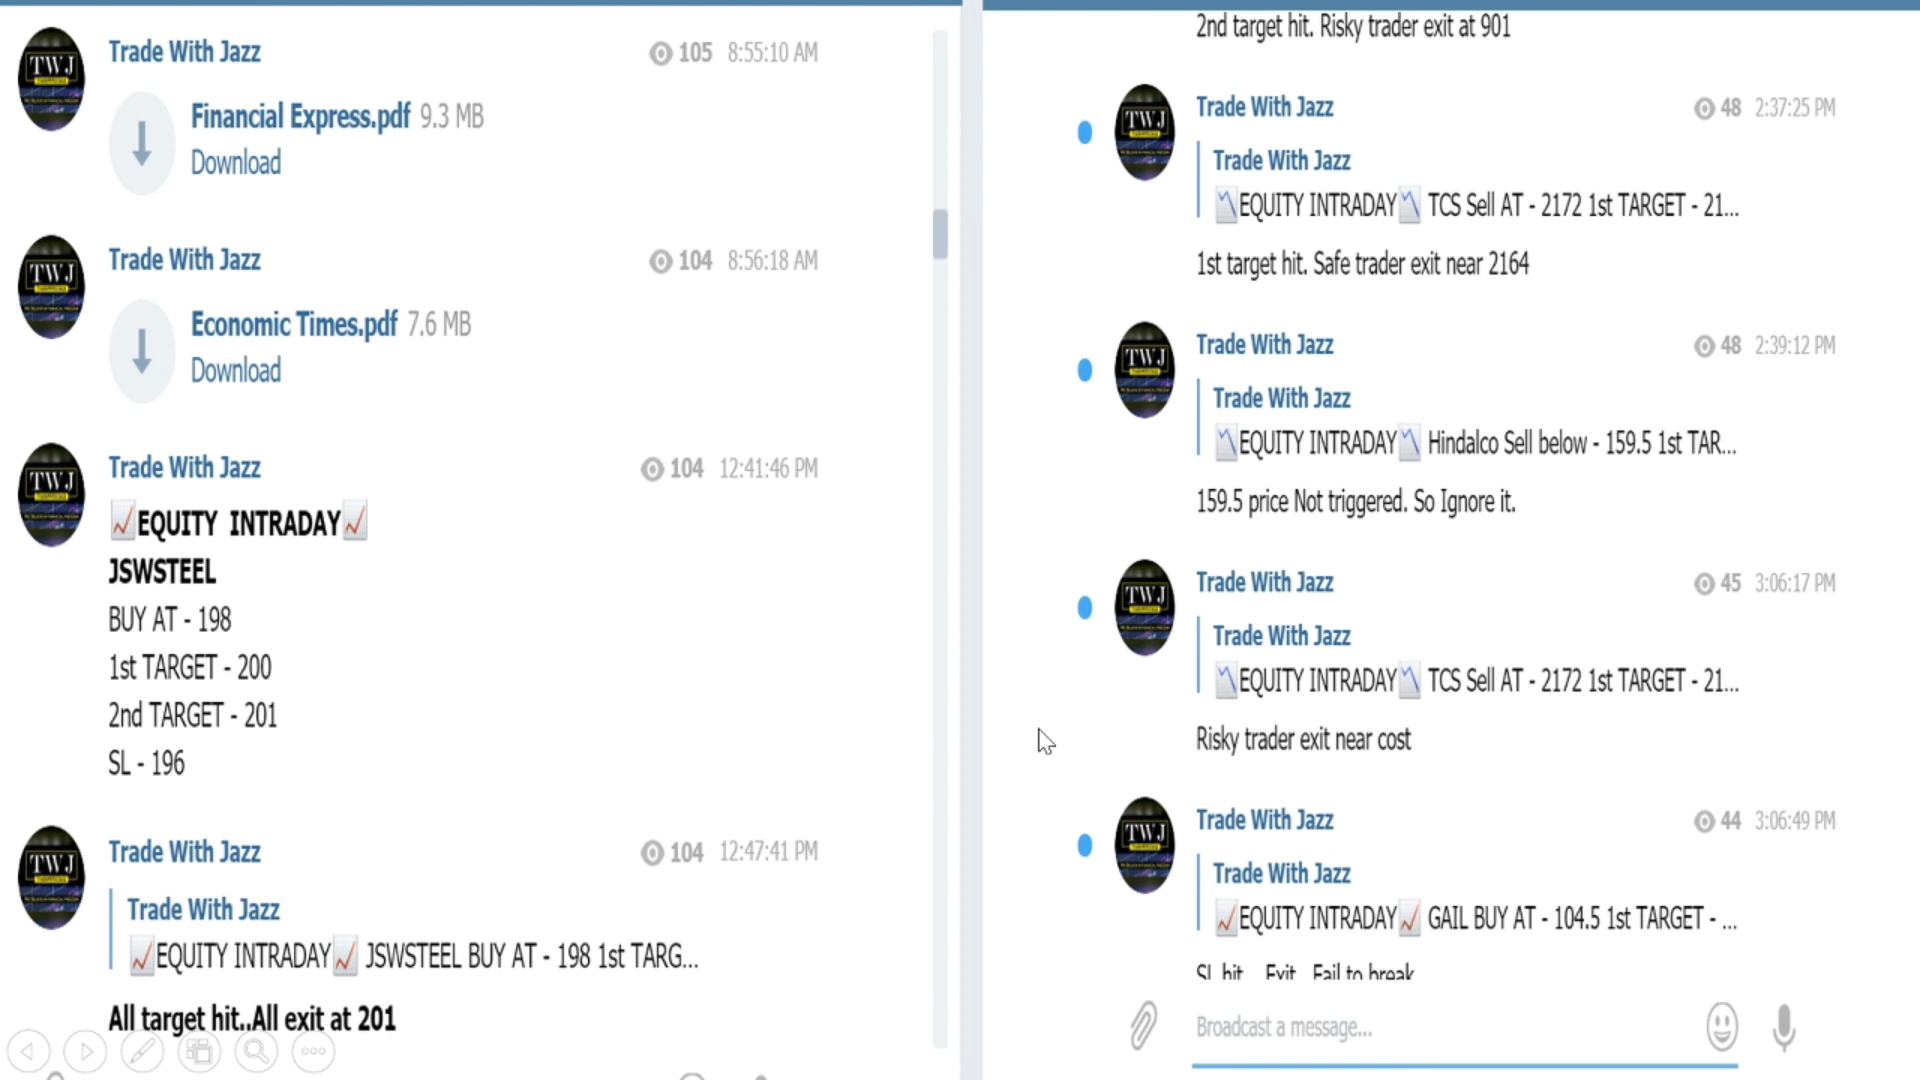 Trade With Jazz 105 8:55:10 AM
TWJ
Financial Express.pdf 9.3 MB
Download
Trade With Jazz 104 8:56:18 AM
TWJ
Economic Times.pdf 7.6 MB
Download
Trade With Jazz 104 12:41:46 PM
TWJ
EQUITY INTRADAY
JSWSTEEL
BUY AT - 198
1st TARGET - 200
2nd TARGET - 201
SL - 196
Trade With Jazz 104 12:47:41 PM
TWJ
Trade With Jazz
EQUITY INTRADAY JSWSTEEL BUY AT - 198 1st TARG...
All target hit..All exit at 201
2nd target hit. Risky trader exit at 901
Trade With Jazz 48 2:37:25 PM
TWJ
Trade With Jazz
EQUITY INTRADAY TCS Sell AT - 2172 1st TARGET - 21...
1st target hit. Safe trader exit near 2164
Trade With Jazz 48 2:39:12 PM
TWJ
Trade With Jazz
EQUITY INTRADAY Hindalco Sell below - 159.5 1st TAR...
159.5 price Not triggered. So Ignore it.
Trade With Jazz 45 3:06:17 PM
TWJ
Trade With Jazz
EQUITY INTRADAY TCS Sell AT - 2172 1st TARGET - 21...
Risky trader exit near cost
Trade With Jazz 44 3:06:49 PM
TWJ
Trade With Jazz
EQUITY INTRADAY GAIL BUY AT - 104.5 1st TARGET - ...
SL hit.. Exit.. Fail to break
Broadcast a message...